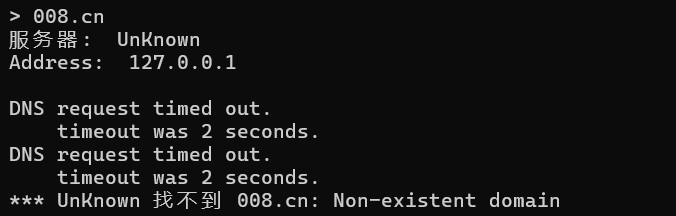 > 008.cn
服务器:  UnKnown
Address:  127.0.0.1

DNS request timed out.
    timeout was 2 seconds.
DNS request timed out.
    timeout was 2 seconds.
*** UnKnown 找不到 008.cn: Non-existent domain